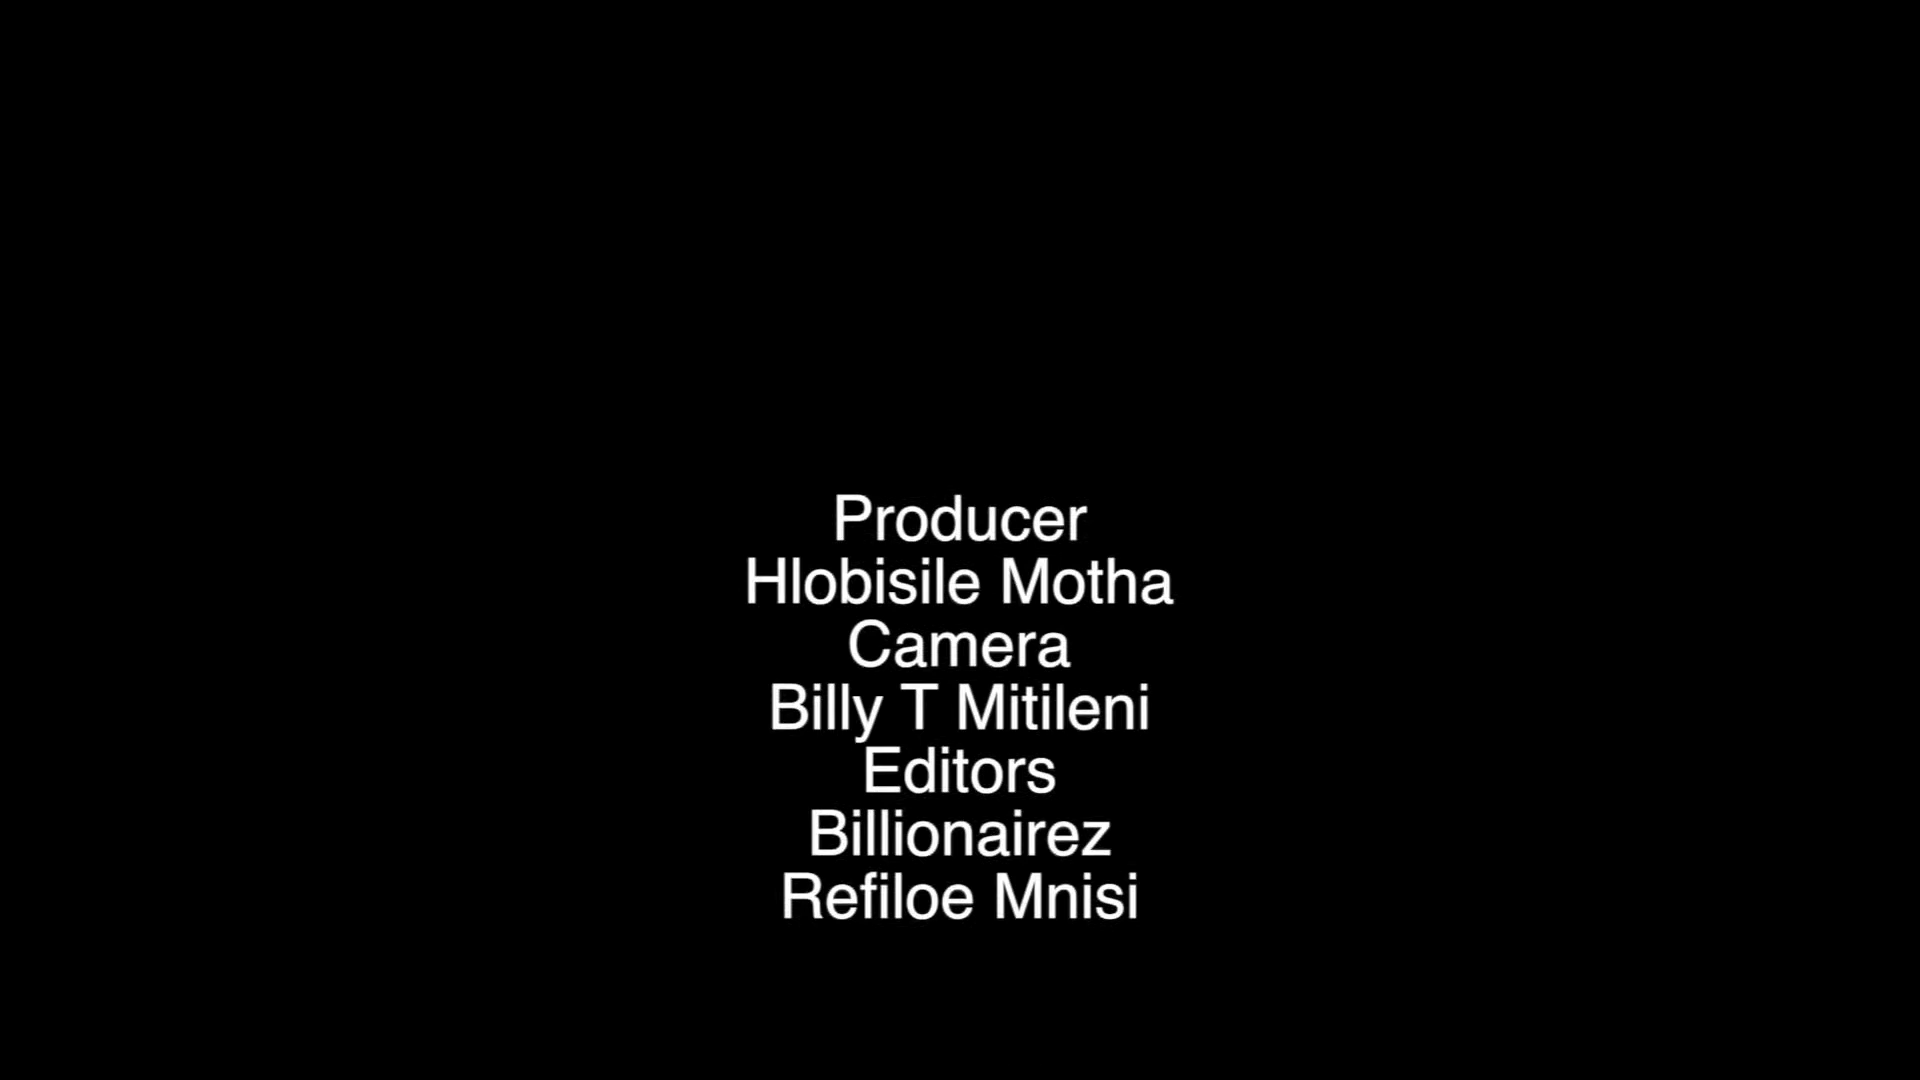 Producer
Hlobisile Motha
Camera
Billy T Mitileni
Editors
Billionairez
Refiloe Mnisi